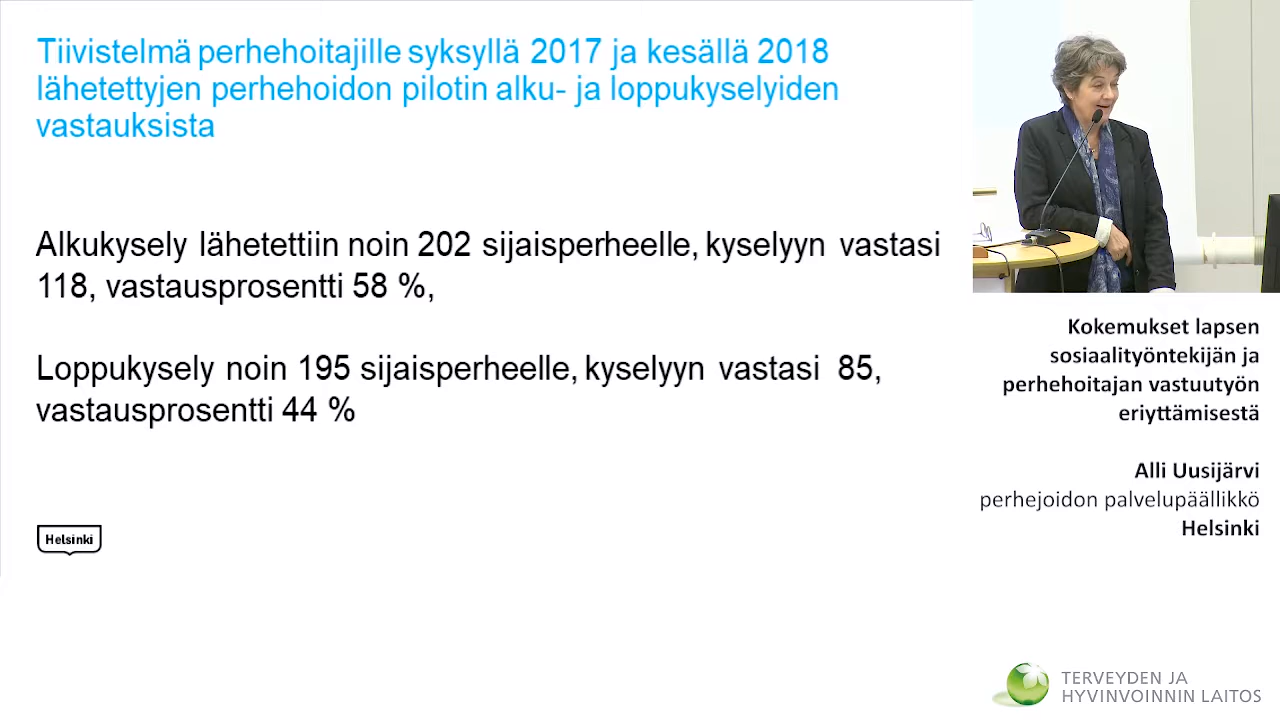 Tiivistelmä perhehoitajille syksyllä 2017 ja kesällä 2018
lähetettyjen perhehoidon pilotin alku- ja loppukyselyiden
vastauksista
Alkukysely lähetettiin noin 202 sijaisperheelle, kyselyyn vastasi
118, vastausprosentti 58 %,
Loppukysely noin 195 sijaisperheelle, kyselyyn vastasi 85,
vastausprosentti 44 %
Helsinki
Kokemukset lapsen
sosiaalityöntekijän ja
perhehoitajan vastuutyön
eriyttämisestä
Alli Uusijärvi
perhejoidon palvelupäällikkö
Helsinki
TERVEYDEN JA
HYVINVOINNIN LAITOS